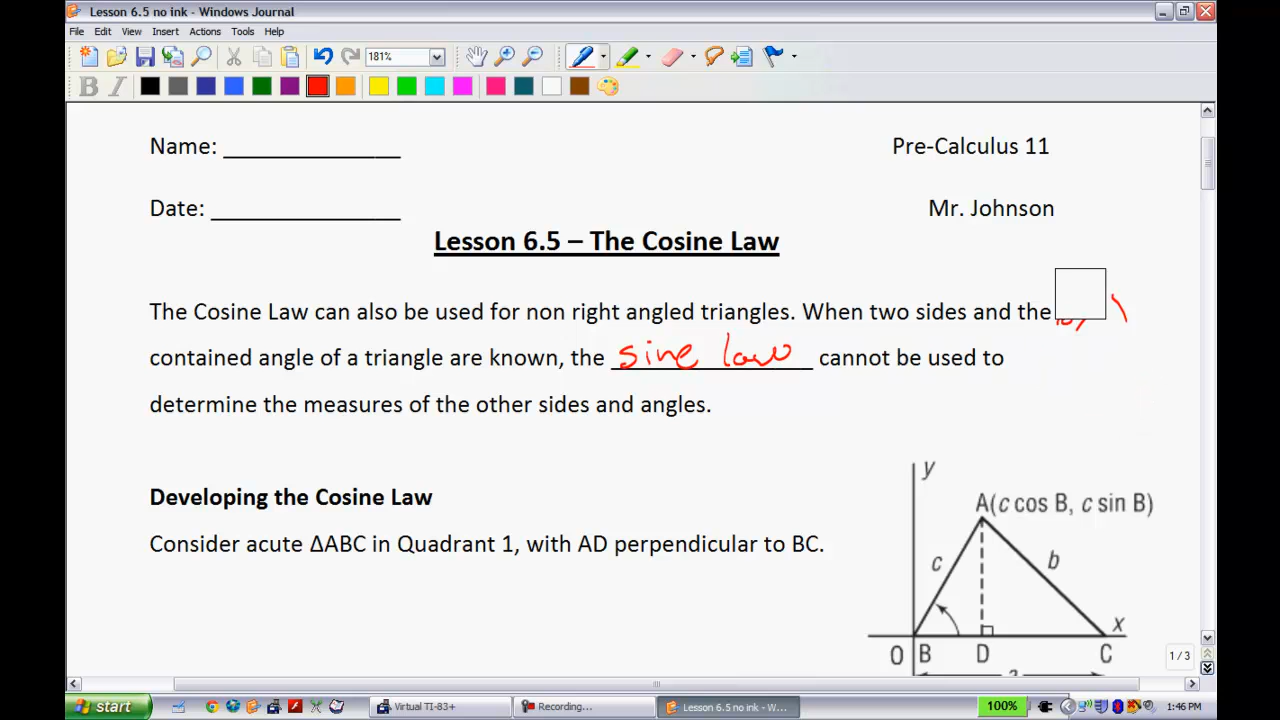 Lesson 6.5 no ink - Windows Journal
File Edit View Insert Actions Tools Help
181%
B I
Name: _______________ Pre-Calculus 11
Date: _______________ Mr. Johnson
Lesson 6.5 – The Cosine Law
The Cosine Law can also be used for non right angled triangles. When two sides and the
contained angle of a triangle are known, the sine law cannot be used to
determine the measures of the other sides and angles.
Developing the Cosine Law
Consider acute ΔABC in Quadrant 1, with AD perpendicular to BC.
y
A(c cos B, c sin B)
c b
x
O B D C
1 / 3
start Virtual TI-83+ Recording... Lesson 6.5 no ink - W... 100% 1:46 PM